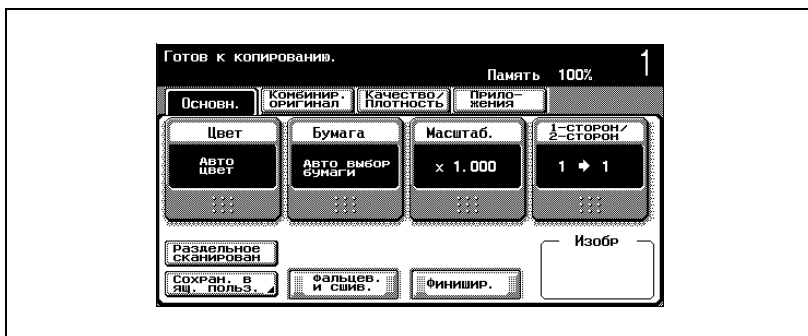 Готов к копированию.
Память 100% 1
Основн. Комбинир. оригинал Качество/ Плотность Прило- жения
Цвет Бумага Масштаб. 1-сторон/ 2-сторон
Авто цвет Авто выбор бумаги x 1.000 1 → 1
Раздельное сканирован
Изобр
Сохран. в ящ. польз. Фальцев. и сшив. Финишир.